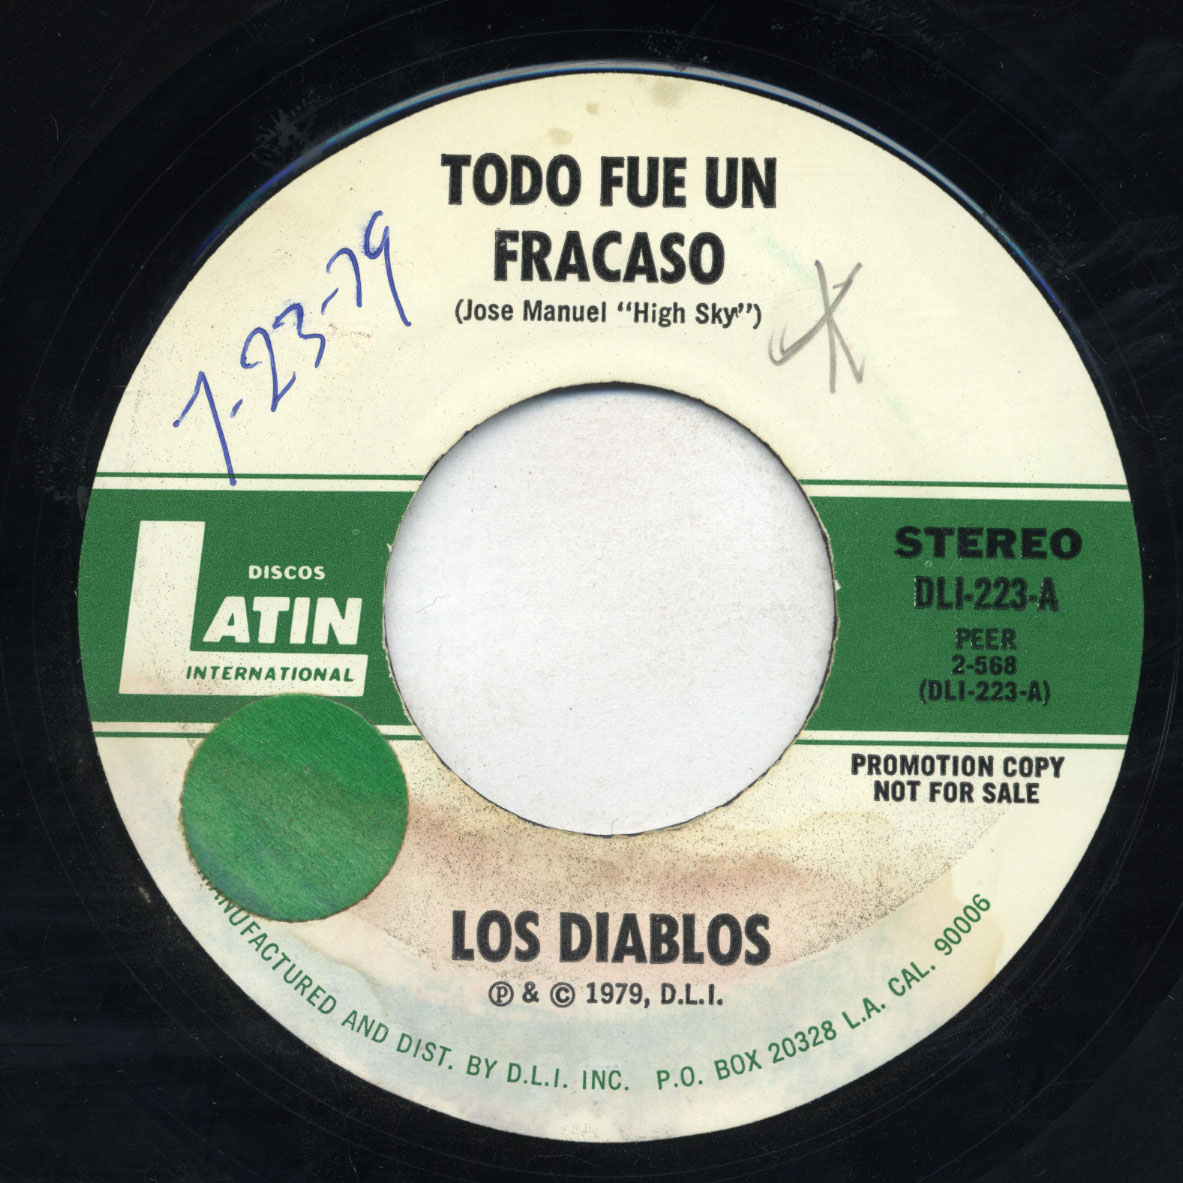 TODO FUE UN
FRACASO
(Jose Manuel "High Sky")
7-23-79
DISCOS
LATIN
INTERNATIONAL
STEREO
DLI-223-A
PEER
2-568
(DLI-223-A)
PROMOTION COPY
NOT FOR SALE
LOS DIABLOS
℗ & © 1979, D.L.I.
MANUFACTURED AND DIST. BY D.L.I. INC. P.O. BOX 20328 L.A. CAL. 90006